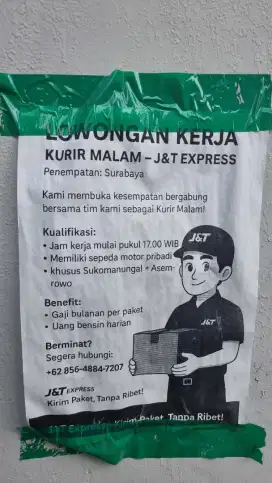 LOWONGAN KERJA
KURIR MALAM – J&T EXPRESS
Penempatan: Surabaya
Kami membuka kesempatan bergabung
bersama tim kami sebagai Kurir Malam!
Kualifikasi:
• Jam kerja mulai pukul 17.00 WIB
• Memiliki sepeda motor pribadi
• khusus Sukomanungal + Asem
rowo
J&T
J&T
Benefit:
• Gaji bulanan per paket
• Uang bensin harian
Berminat?
Segera hubungi:
+62 856-4884-7207
J&T EXPRESS
Kirim Paket, Tanpa Ribet!
J&T Express Kirim Paket, Tanpa Ribet!